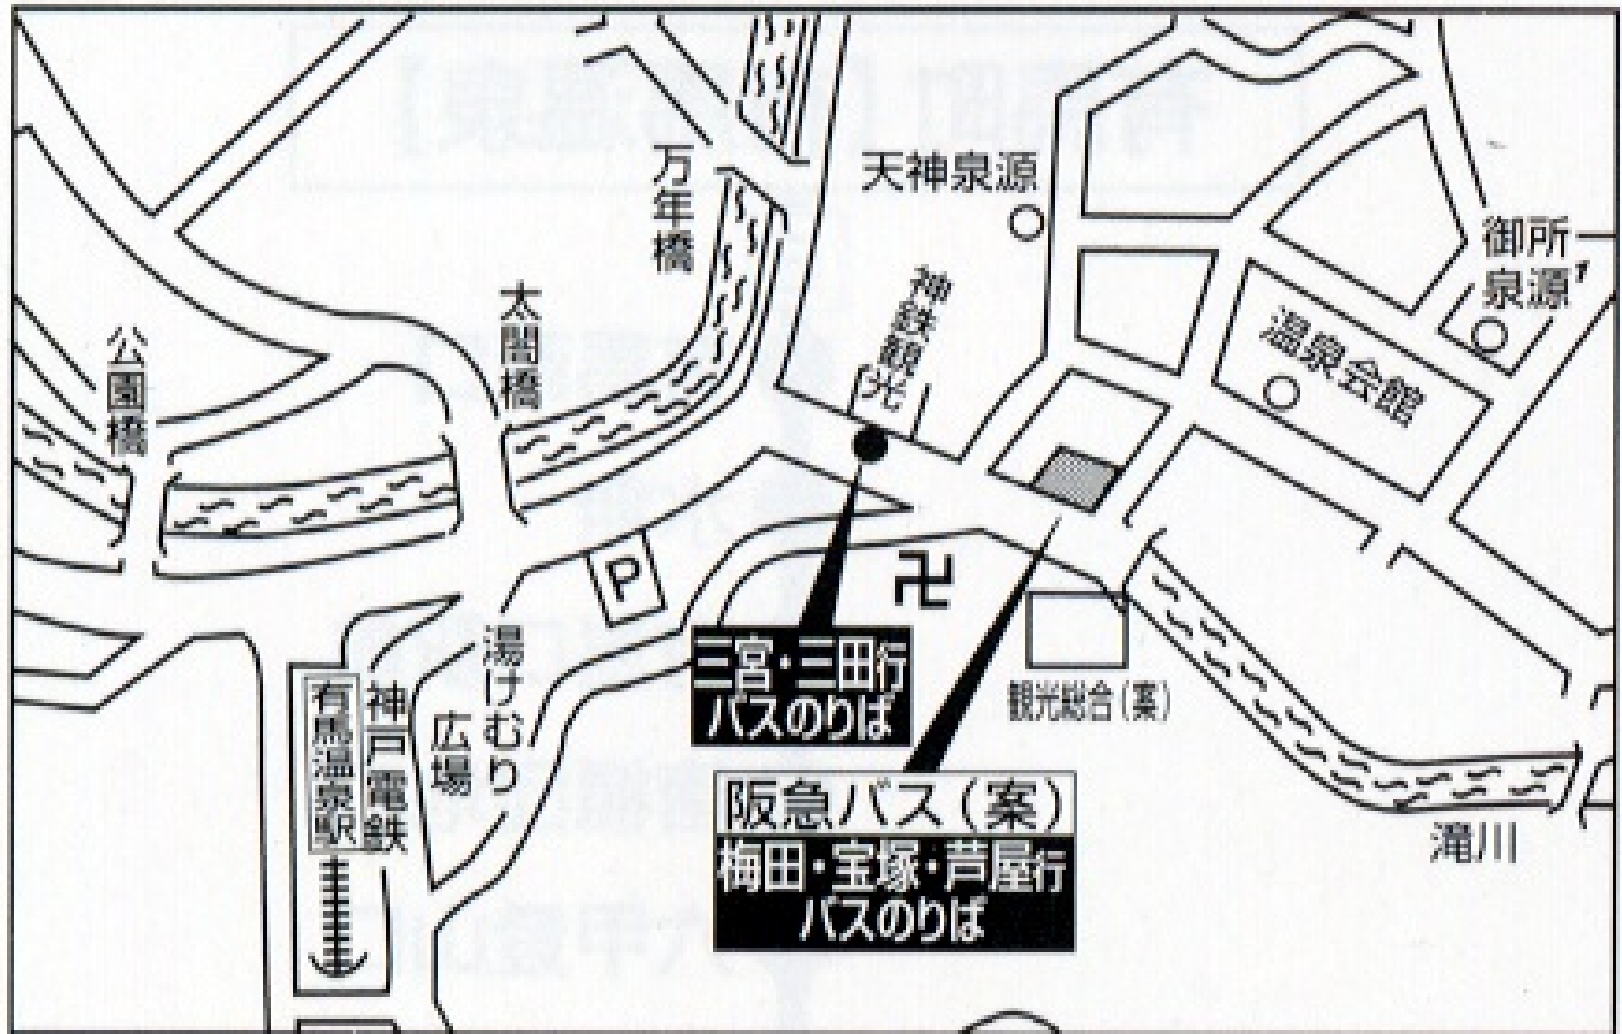 万年橋
天神泉源
御所
泉源
神鉄観光
太閤橋
公園橋
温泉会館
P
卍
三宮・三田行
バスのりば
観光総合(案)
湯けむり
広場
神戸電鉄
有馬温泉駅
阪急バス(案)
梅田・宝塚・芦屋行
バスのりば
滝川